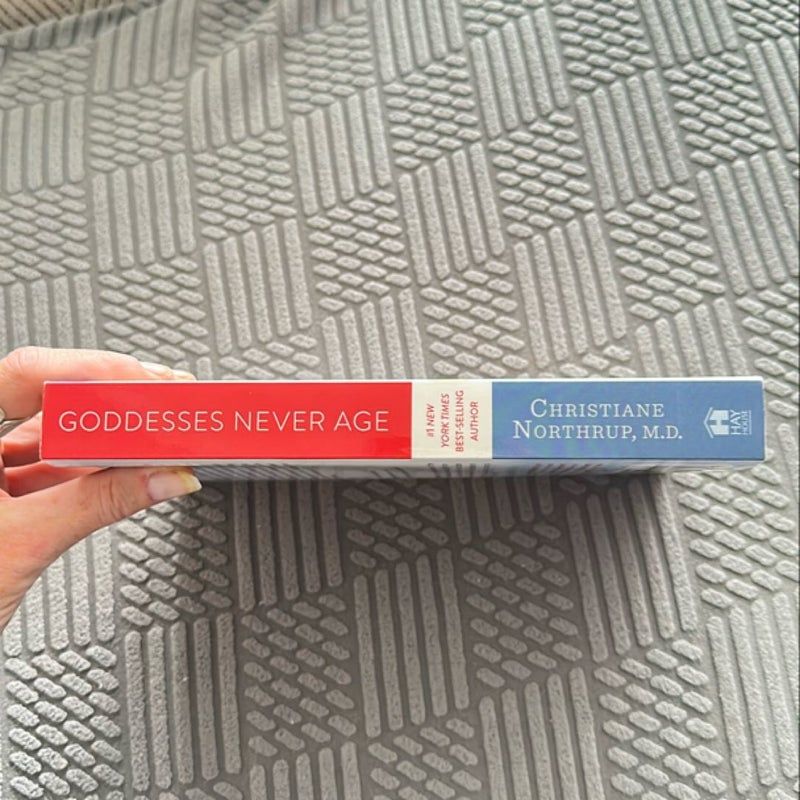 GODDESSES NEVER AGE
#1 NEW
YORK TIMES
BEST-SELLING
AUTHOR
CHRISTIANE
NORTHRUP, M.D.
HAY
HOUSE